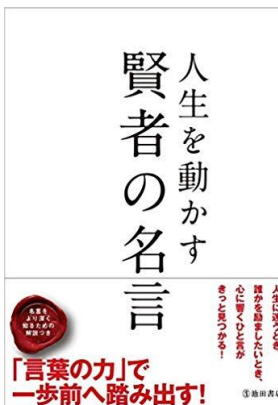 人生を動かす
賢者の名言
人生に迷うとき、
誰かを励ましたいとき、
心に響くひと言が
きっと見つかる!
名言を
より深く
知るための
解説つき
「言葉の力」で
一歩前へ踏み出す!
池田書店